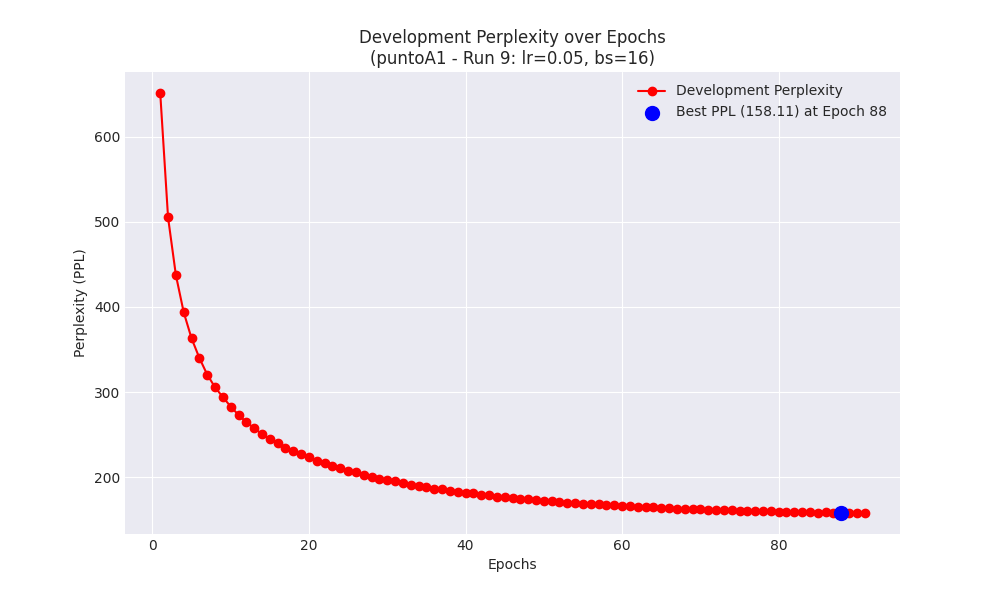 Development Perplexity over Epochs
(puntoA1 - Run 9: lr=0.05, bs=16)
Development Perplexity
Best PPL (158.11) at Epoch 88
Perplexity (PPL)
600
500
400
300
200
0 20 40 60 80
Epochs